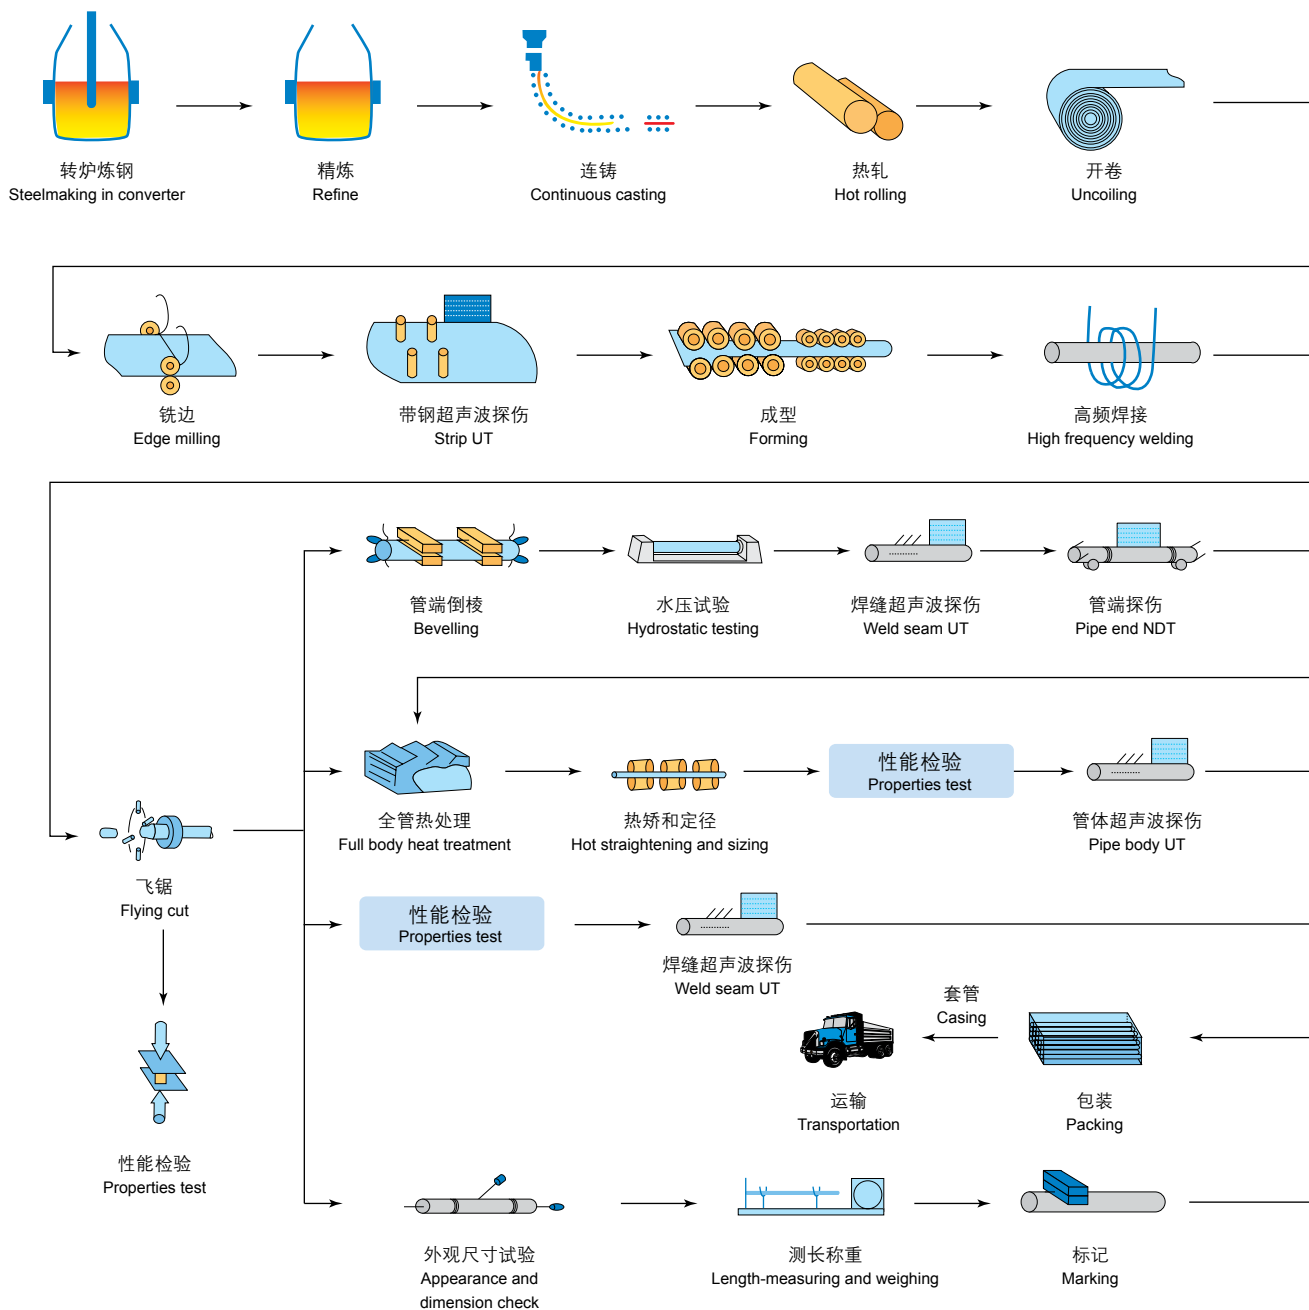 转炉炼钢
Steelmaking in converter
精炼
Refine
连铸
Continuous casting
热轧
Hot rolling
开卷
Uncoiling
铣边
Edge milling
带钢超声波探伤
Strip UT
成型
Forming
高频焊接
High frequency welding
管端倒棱
Bevelling
水压试验
Hydrostatic testing
焊缝超声波探伤
Weld seam UT
管端探伤
Pipe end NDT
全管热处理
Full body heat treatment
热矫和定径
Hot straightening and sizing
性能检验
Properties test
管体超声波探伤
Pipe body UT
飞锯
Flying cut
性能检验
Properties test
焊缝超声波探伤
Weld seam UT
套管
Casing
运输
Transportation
包装
Packing
性能检验
Properties test
外观尺寸试验
Appearance and
dimension check
测长称重
Length-measuring and weighing
标记
Marking